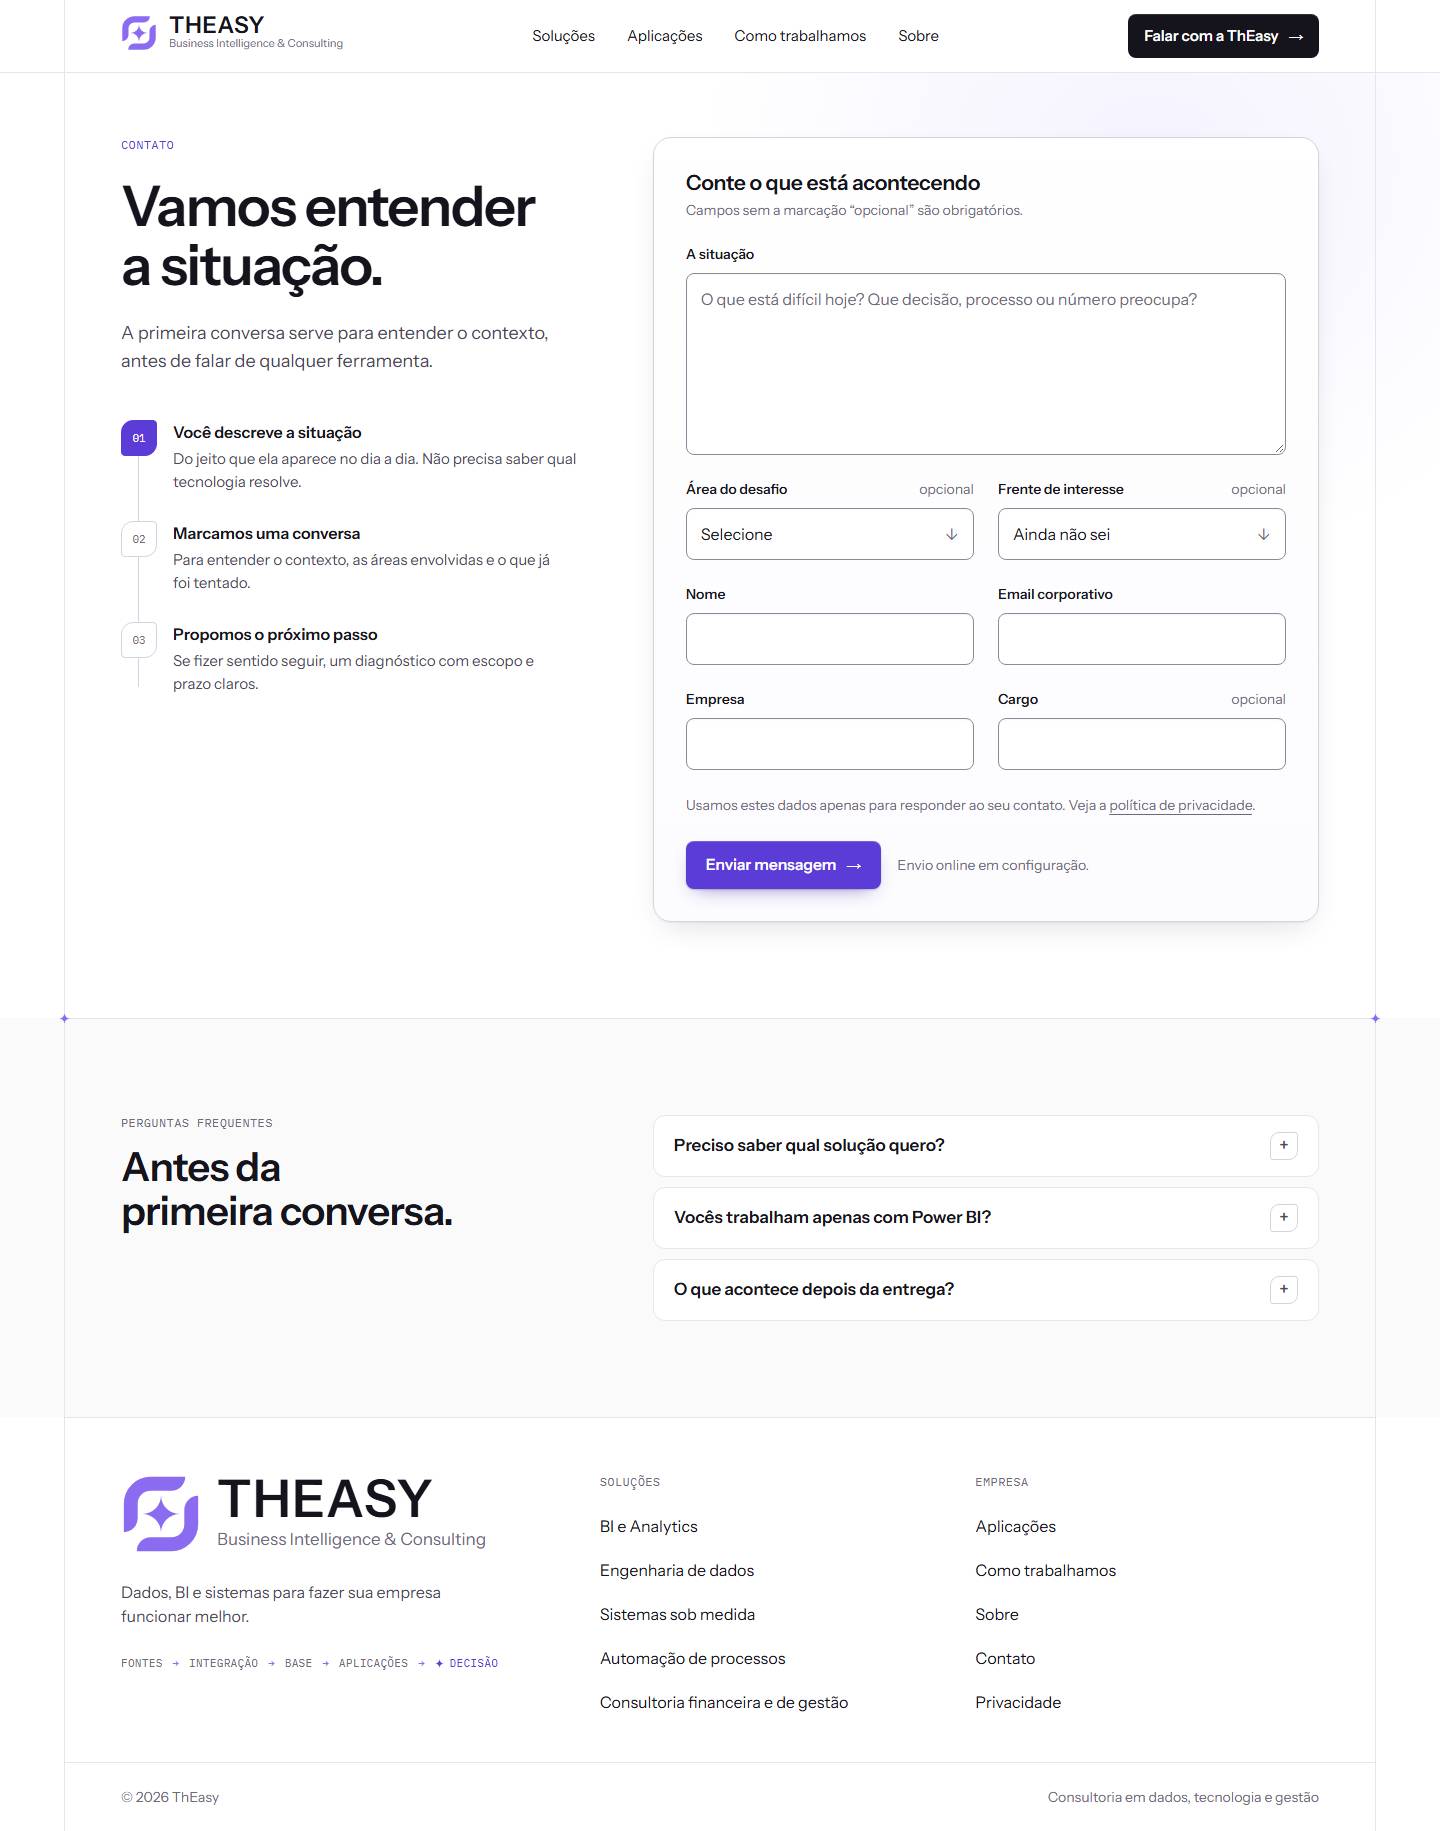 THEASY
Business Intelligence & Consulting
Soluções
Aplicações
Como trabalhamos
Sobre
Falar com a ThEasy →
CONTATO
Vamos entender
a situação.
A primeira conversa serve para entender o contexto,
antes de falar de qualquer ferramenta.
01
Você descreve a situação
Do jeito que ela aparece no dia a dia. Não precisa saber qual
tecnologia resolve.
02
Marcamos uma conversa
Para entender o contexto, as áreas envolvidas e o que já
foi tentado.
03
Propomos o próximo passo
Se fizer sentido seguir, um diagnóstico com escopo e
prazo claros.
Conte o que está acontecendo
Campos sem a marcação “opcional” são obrigatórios.
A situação
O que está difícil hoje? Que decisão, processo ou número preocupa?
Área do desafio opcional
Selecione ↓
Frente de interesse opcional
Ainda não sei ↓
Nome
Email corporativo
Empresa
Cargo opcional
Usamos estes dados apenas para responder ao seu contato. Veja a política de privacidade.
Enviar mensagem →
Envio online em configuração.
PERGUNTAS FREQUENTES
Antes da
primeira conversa.
Preciso saber qual solução quero? +
Vocês trabalham apenas com Power BI? +
O que acontece depois da entrega? +
THEASY
Business Intelligence & Consulting
Dados, BI e sistemas para fazer sua empresa
funcionar melhor.
FONTES → INTEGRAÇÃO → BASE → APLICAÇÕES → ✦ DECISÃO
SOLUÇÕES
BI e Analytics
Engenharia de dados
Sistemas sob medida
Automação de processos
Consultoria financeira e de gestão
EMPRESA
Aplicações
Como trabalhamos
Sobre
Contato
Privacidade
© 2026 ThEasy
Consultoria em dados, tecnologia e gestão